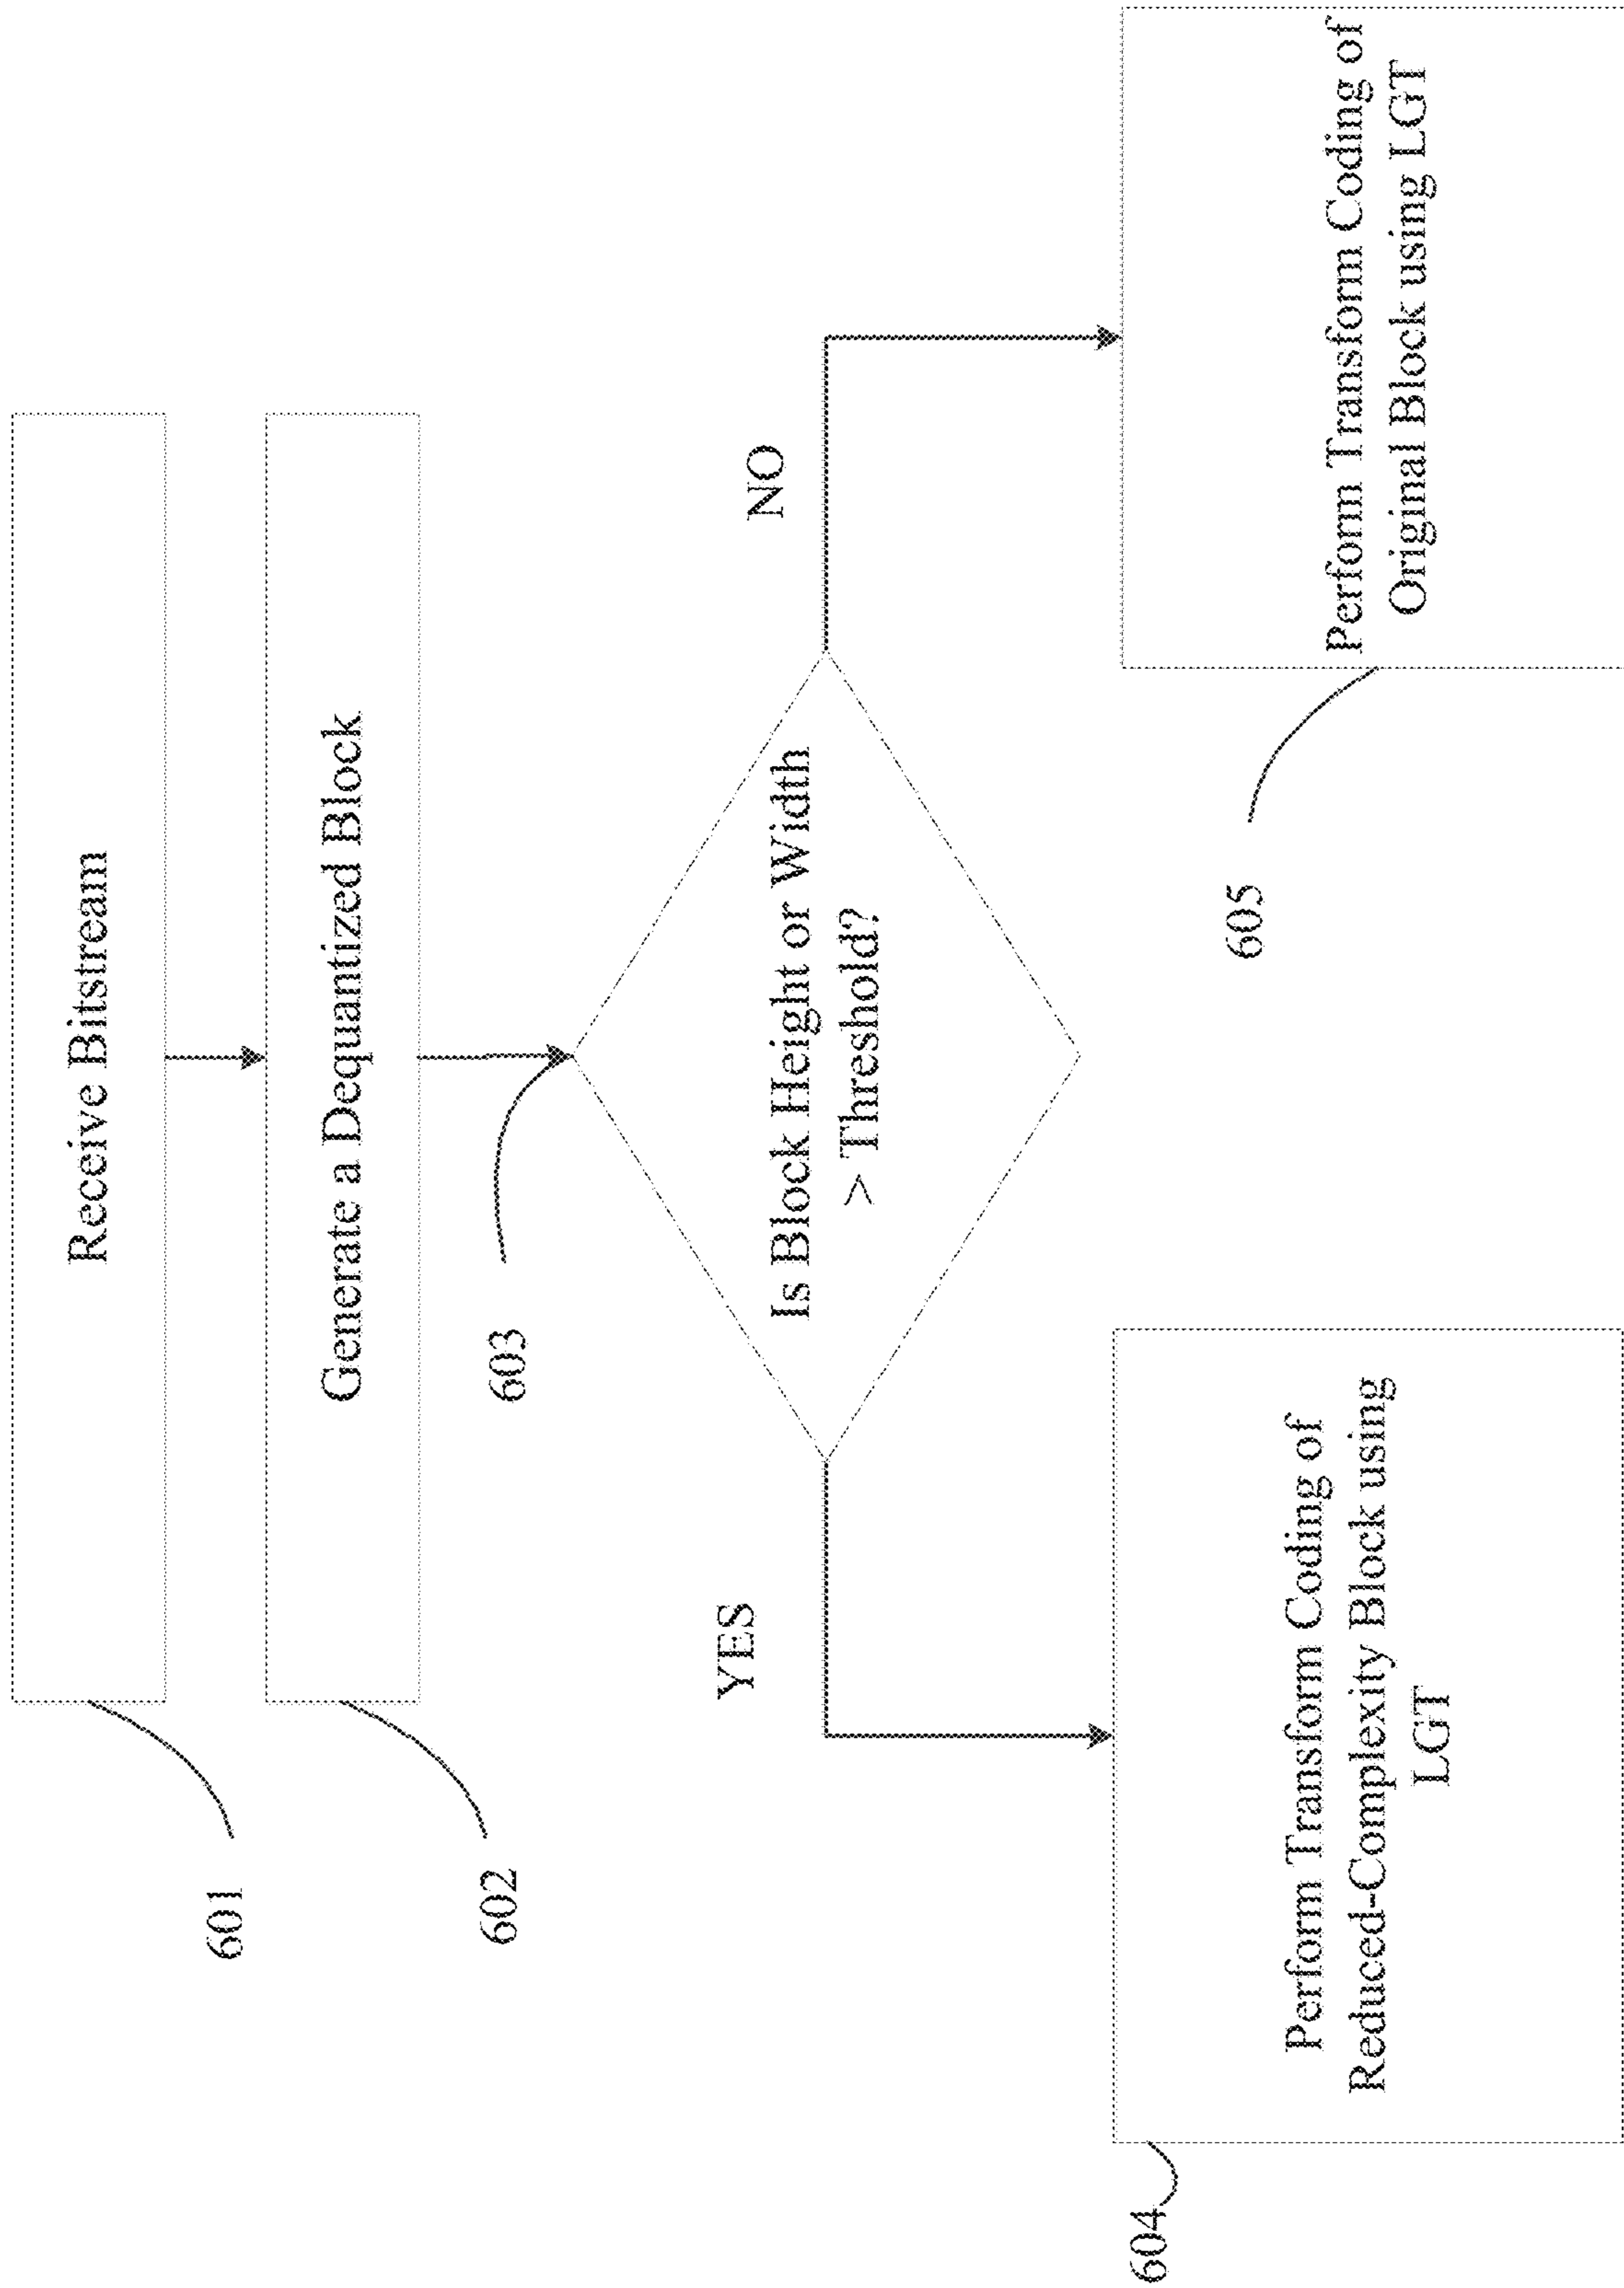 Receive Bitstream
601
Generate a Dequantized Block
602
603
Is Block Height or Width
> Threshold?
YES
NO
Perform Transform Coding of
Reduced-Complexity Block using
LGT
604
Perform Transform Coding of
Original Block using LGT
605